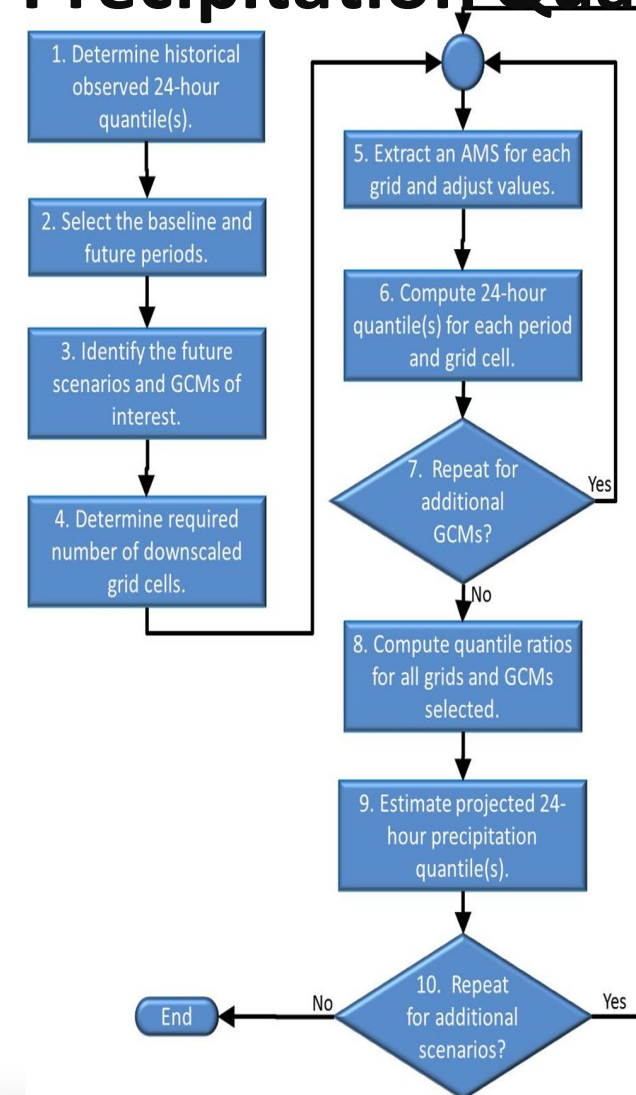 Precipitation Qua
1. Determine historical
observed 24-hour
quantile(s).
2. Select the baseline and
future periods.
3. Identify the future
scenarios and GCMs of
interest.
4. Determine required
number of downscaled
grid cells.
5. Extract an AMS for each
grid and adjust values.
6. Compute 24-hour
quantile(s) for each period
and grid cell.
7. Repeat for
additional
GCMs?
Yes
No
8. Compute quantile ratios
for all grids and GCMs
selected.
9. Estimate projected 24-
hour precipitation
quantile(s).
10. Repeat
for additional
scenarios?
No
Yes
End